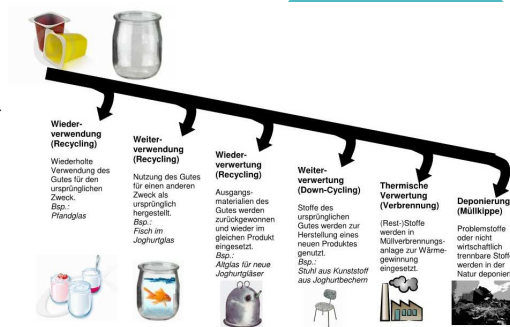 Wieder-
verwendung
(Recycling)
Wiederholte
Verwendung des
Gutes für den
ursprünglichen
Zweck.
Bsp.:
Pfandglas
Weiter-
verwendung
(Recycling)
Nutzung des Gutes
für einen anderen
Zweck als
ursprünglich
hergestellt.
Bsp.:
Fisch im
Joghurtglas
Wieder-
verwertung
(Recycling)
Ausgangs-
materialien des
Gutes werden
zurückgewonnen
und wieder im
gleichen Produkt
eingesetzt.
Bsp.:
Altglas für neue
Joghurtgläser
Weiter-
verwertung
(Down-Cycling)
Stoffe des
ursprünglichen
Gutes werden zur
Herstellung eines
neuen Produktes
genutzt.
Bsp.:
Stuhl aus Kunststoff
aus Joghurtbechern
Thermische
Verwertung
(Verbrennung)
(Rest-)Stoffe
werden in
Müllverbrennungs-
anlage zur Wärme-
gewinnung
eingesetzt.
Deponierung
(Müllkippe)
Problemstoffe
oder nicht
wirtschaftlich
trennbare Stoff
werden in der
Natur deponier